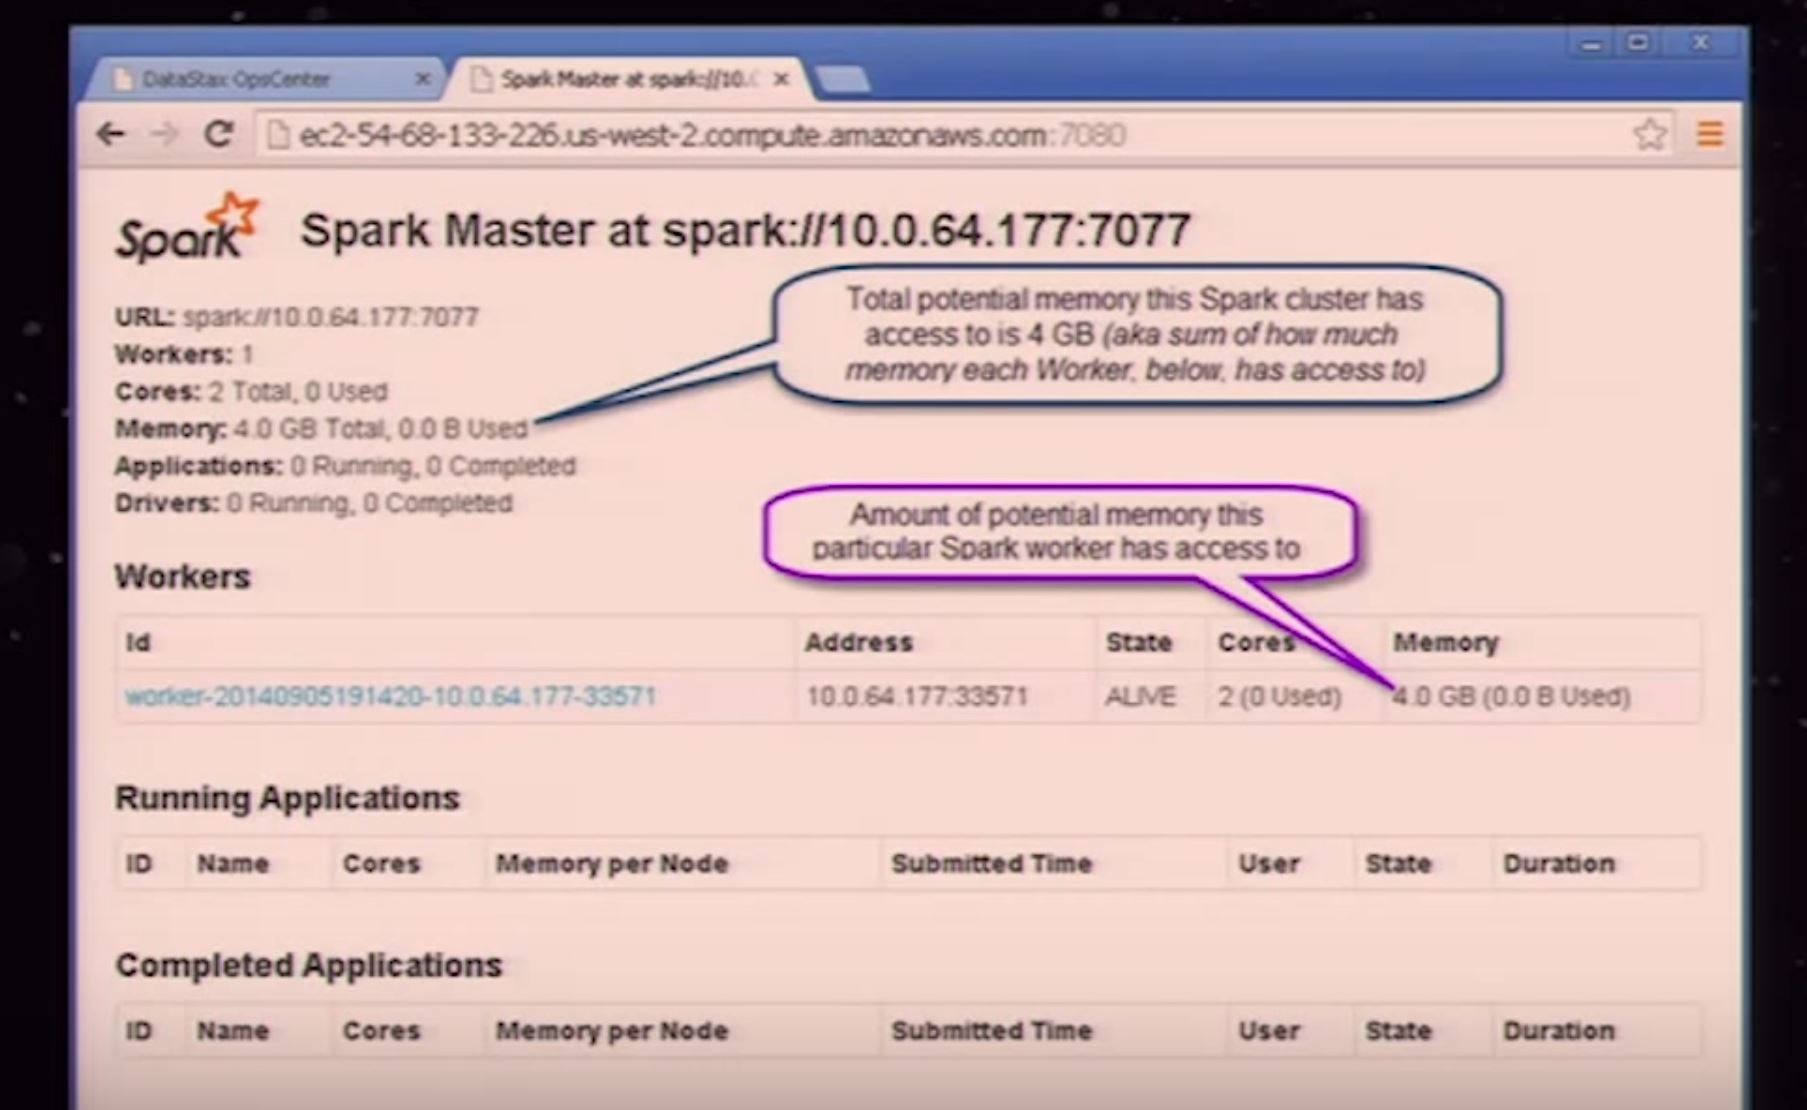 DataStax OpsCenter
Spark Master at spark://10.
ec2-54-68-133-226.us-west-2.compute.amazonaws.com:7080
Spark
Spark Master at spark://10.0.64.177:7077
URL: spark://10.0.64.177:7077
Workers: 1
Cores: 2 Total, 0 Used
Memory: 4.0 GB Total, 0.0 B Used
Applications: 0 Running, 0 Completed
Drivers: 0 Running, 0 Completed
Total potential memory this Spark cluster has
access to is 4 GB (aka sum of how much
memory each Worker, below, has access to)
Amount of potential memory this
particular Spark worker has access to
Workers
Id Address State Cores Memory
worker-20140905191420-10.0.64.177-33571 10.0.64.177:33571 ALIVE 2 (0 Used) 4.0 GB (0.0 B Used)
Running Applications
ID Name Cores Memory per Node Submitted Time User State Duration
Completed Applications
ID Name Cores Memory per Node Submitted Time User State Duration